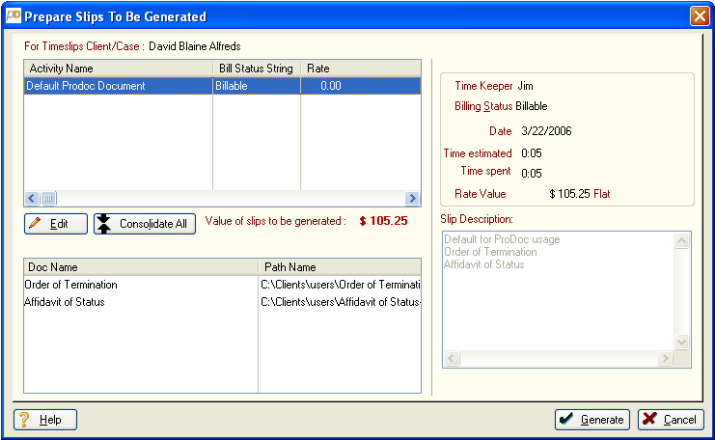 Prepare Slips To Be Generated
For Timeslips Client/Case : David Blaine Alfreds
Activity Name Bill Status String Rate
Default Prodoc Document Billable 0.00
Time Keeper Jim
Billing Status Billable
Date 3/22/2006
Time estimated 0:05
Time spent 0:05
Rate Value $ 105.25 Flat
Edit Consolidate All Value of slips to be generated : $ 105.25
Slip Description:
Default for ProDoc usage
Order of Termination
Affidavit of Status
Doc Name Path Name
Order of Termination C:\Clients\users\Order of Terminati
Affidavit of Status C:\Clients\users\Affidavit of Status-
Help Generate Cancel